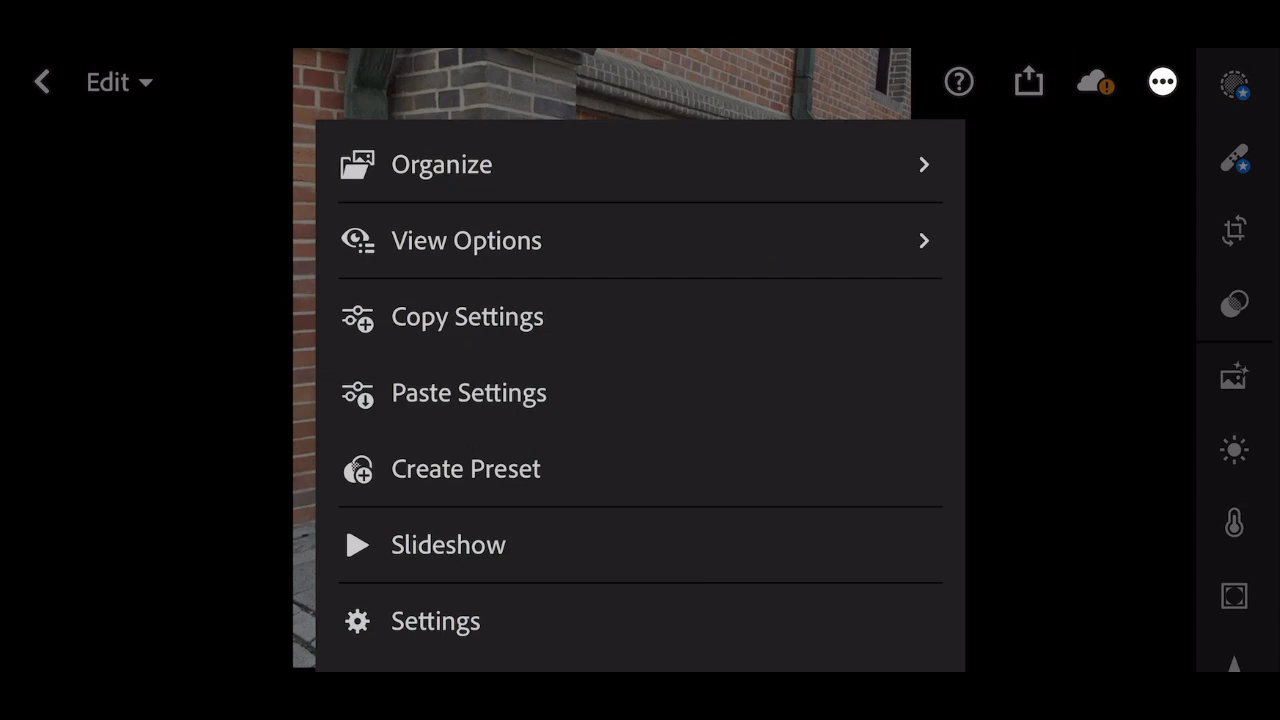 Edit
Organize
View Options
Copy Settings
Paste Settings
Create Preset
Slideshow
Settings